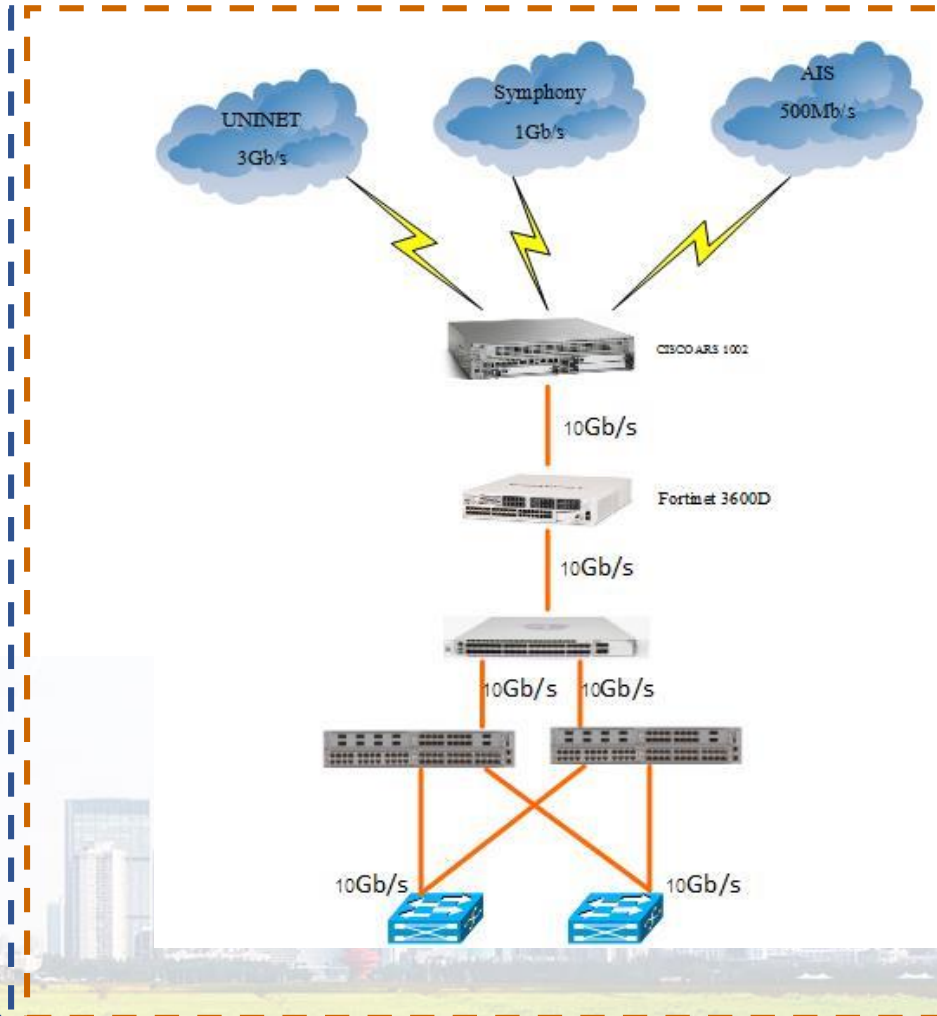 UNINET
3Gb/s
Symphony
1Gb/s
AIS
500Mb/s
CISCO ARS 1002
10Gb/s
Fortinet 3600D
10Gb/s
10Gb/s
10Gb/s
10Gb/s
10Gb/s